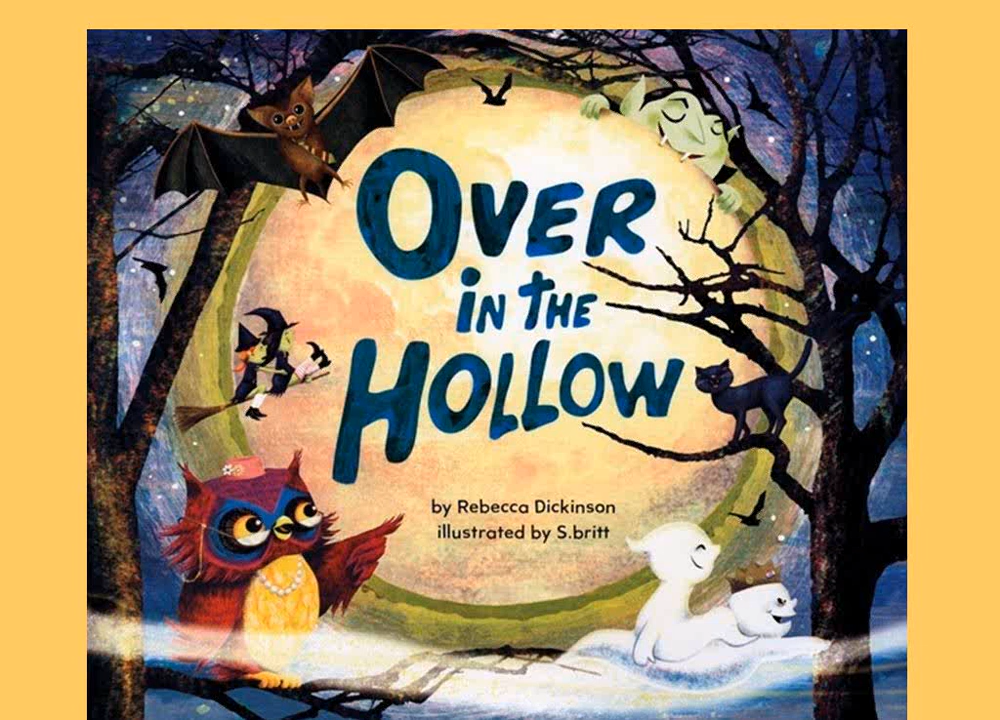 OVER
IN THE
HOLLOW
by Rebecca Dickinson
illustrated by S.britt